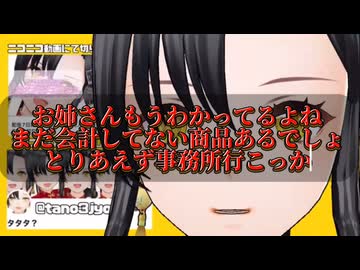 ニコニコ動画にて切り
お姉さんもうわかってるよね
まだ会計してない商品あるでしょ
とりあえず事務所行こっか
@tano3jyo
タタタ？